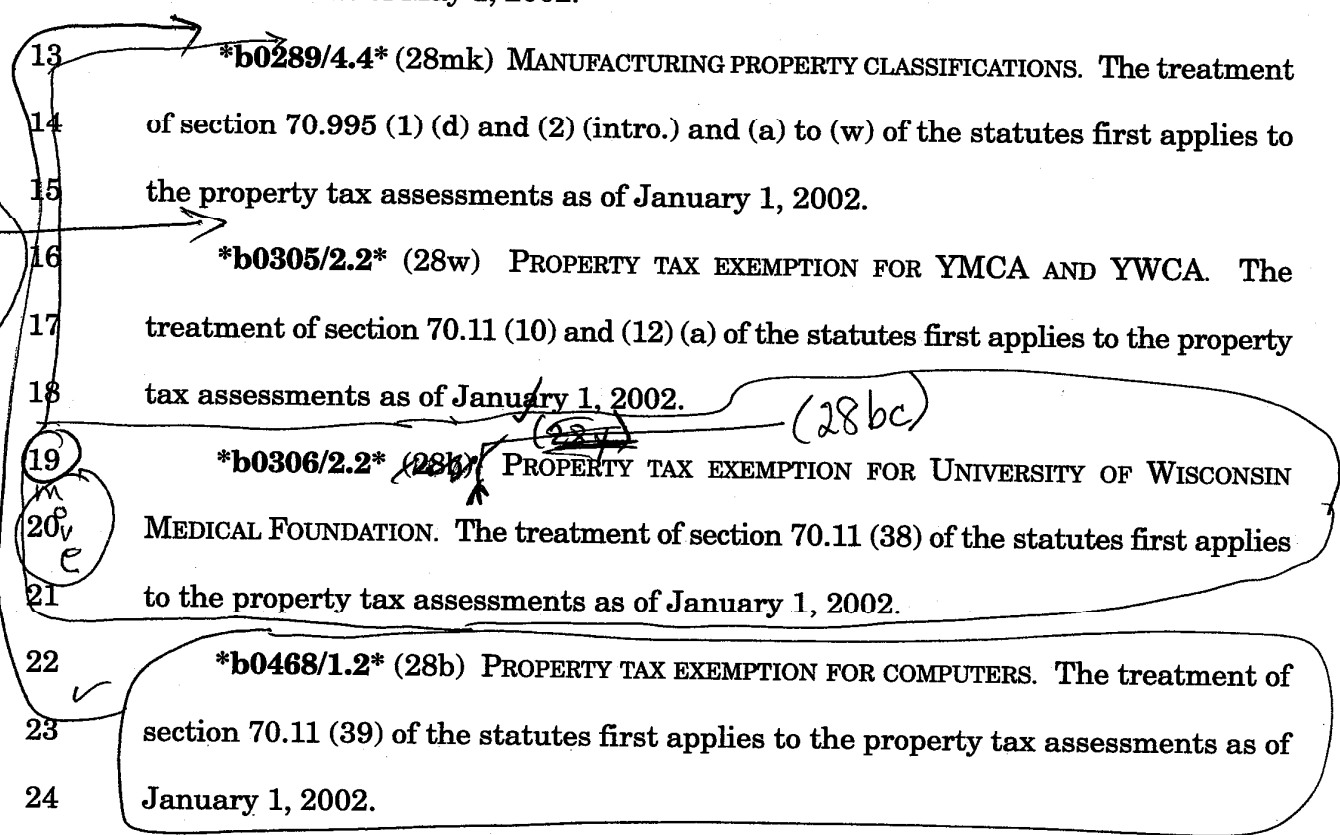 13 *b0289/4.4* (28mk) MANUFACTURING PROPERTY CLASSIFICATIONS. The treatment
14 of section 70.995 (1) (d) and (2) (intro.) and (a) to (w) of the statutes first applies to
15 the property tax assessments as of January 1, 2002.
16 *b0305/2.2* (28w) PROPERTY TAX EXEMPTION FOR YMCA AND YWCA. The
17 treatment of section 70.11 (10) and (12) (a) of the statutes first applies to the property
18 tax assessments as of January 1, 2002.
(28bc)
19 *b0306/2.2* PROPERTY TAX EXEMPTION FOR UNIVERSITY OF WISCONSIN
move
20 MEDICAL FOUNDATION. The treatment of section 70.11 (38) of the statutes first applies
21 to the property tax assessments as of January 1, 2002.
22 *b0468/1.2* (28b) PROPERTY TAX EXEMPTION FOR COMPUTERS. The treatment of
23 section 70.11 (39) of the statutes first applies to the property tax assessments as of
24 January 1, 2002.